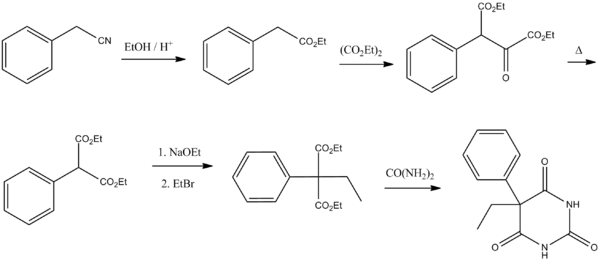 CN
EtOH / H+
CO2Et
(CO2Et)2
CO2Et
CO2Et
O
Δ
CO2Et
CO2Et
1. NaOEt
2. EtBr
CO2Et
CO2Et
CO(NH2)2
O
NH
O
NH
O